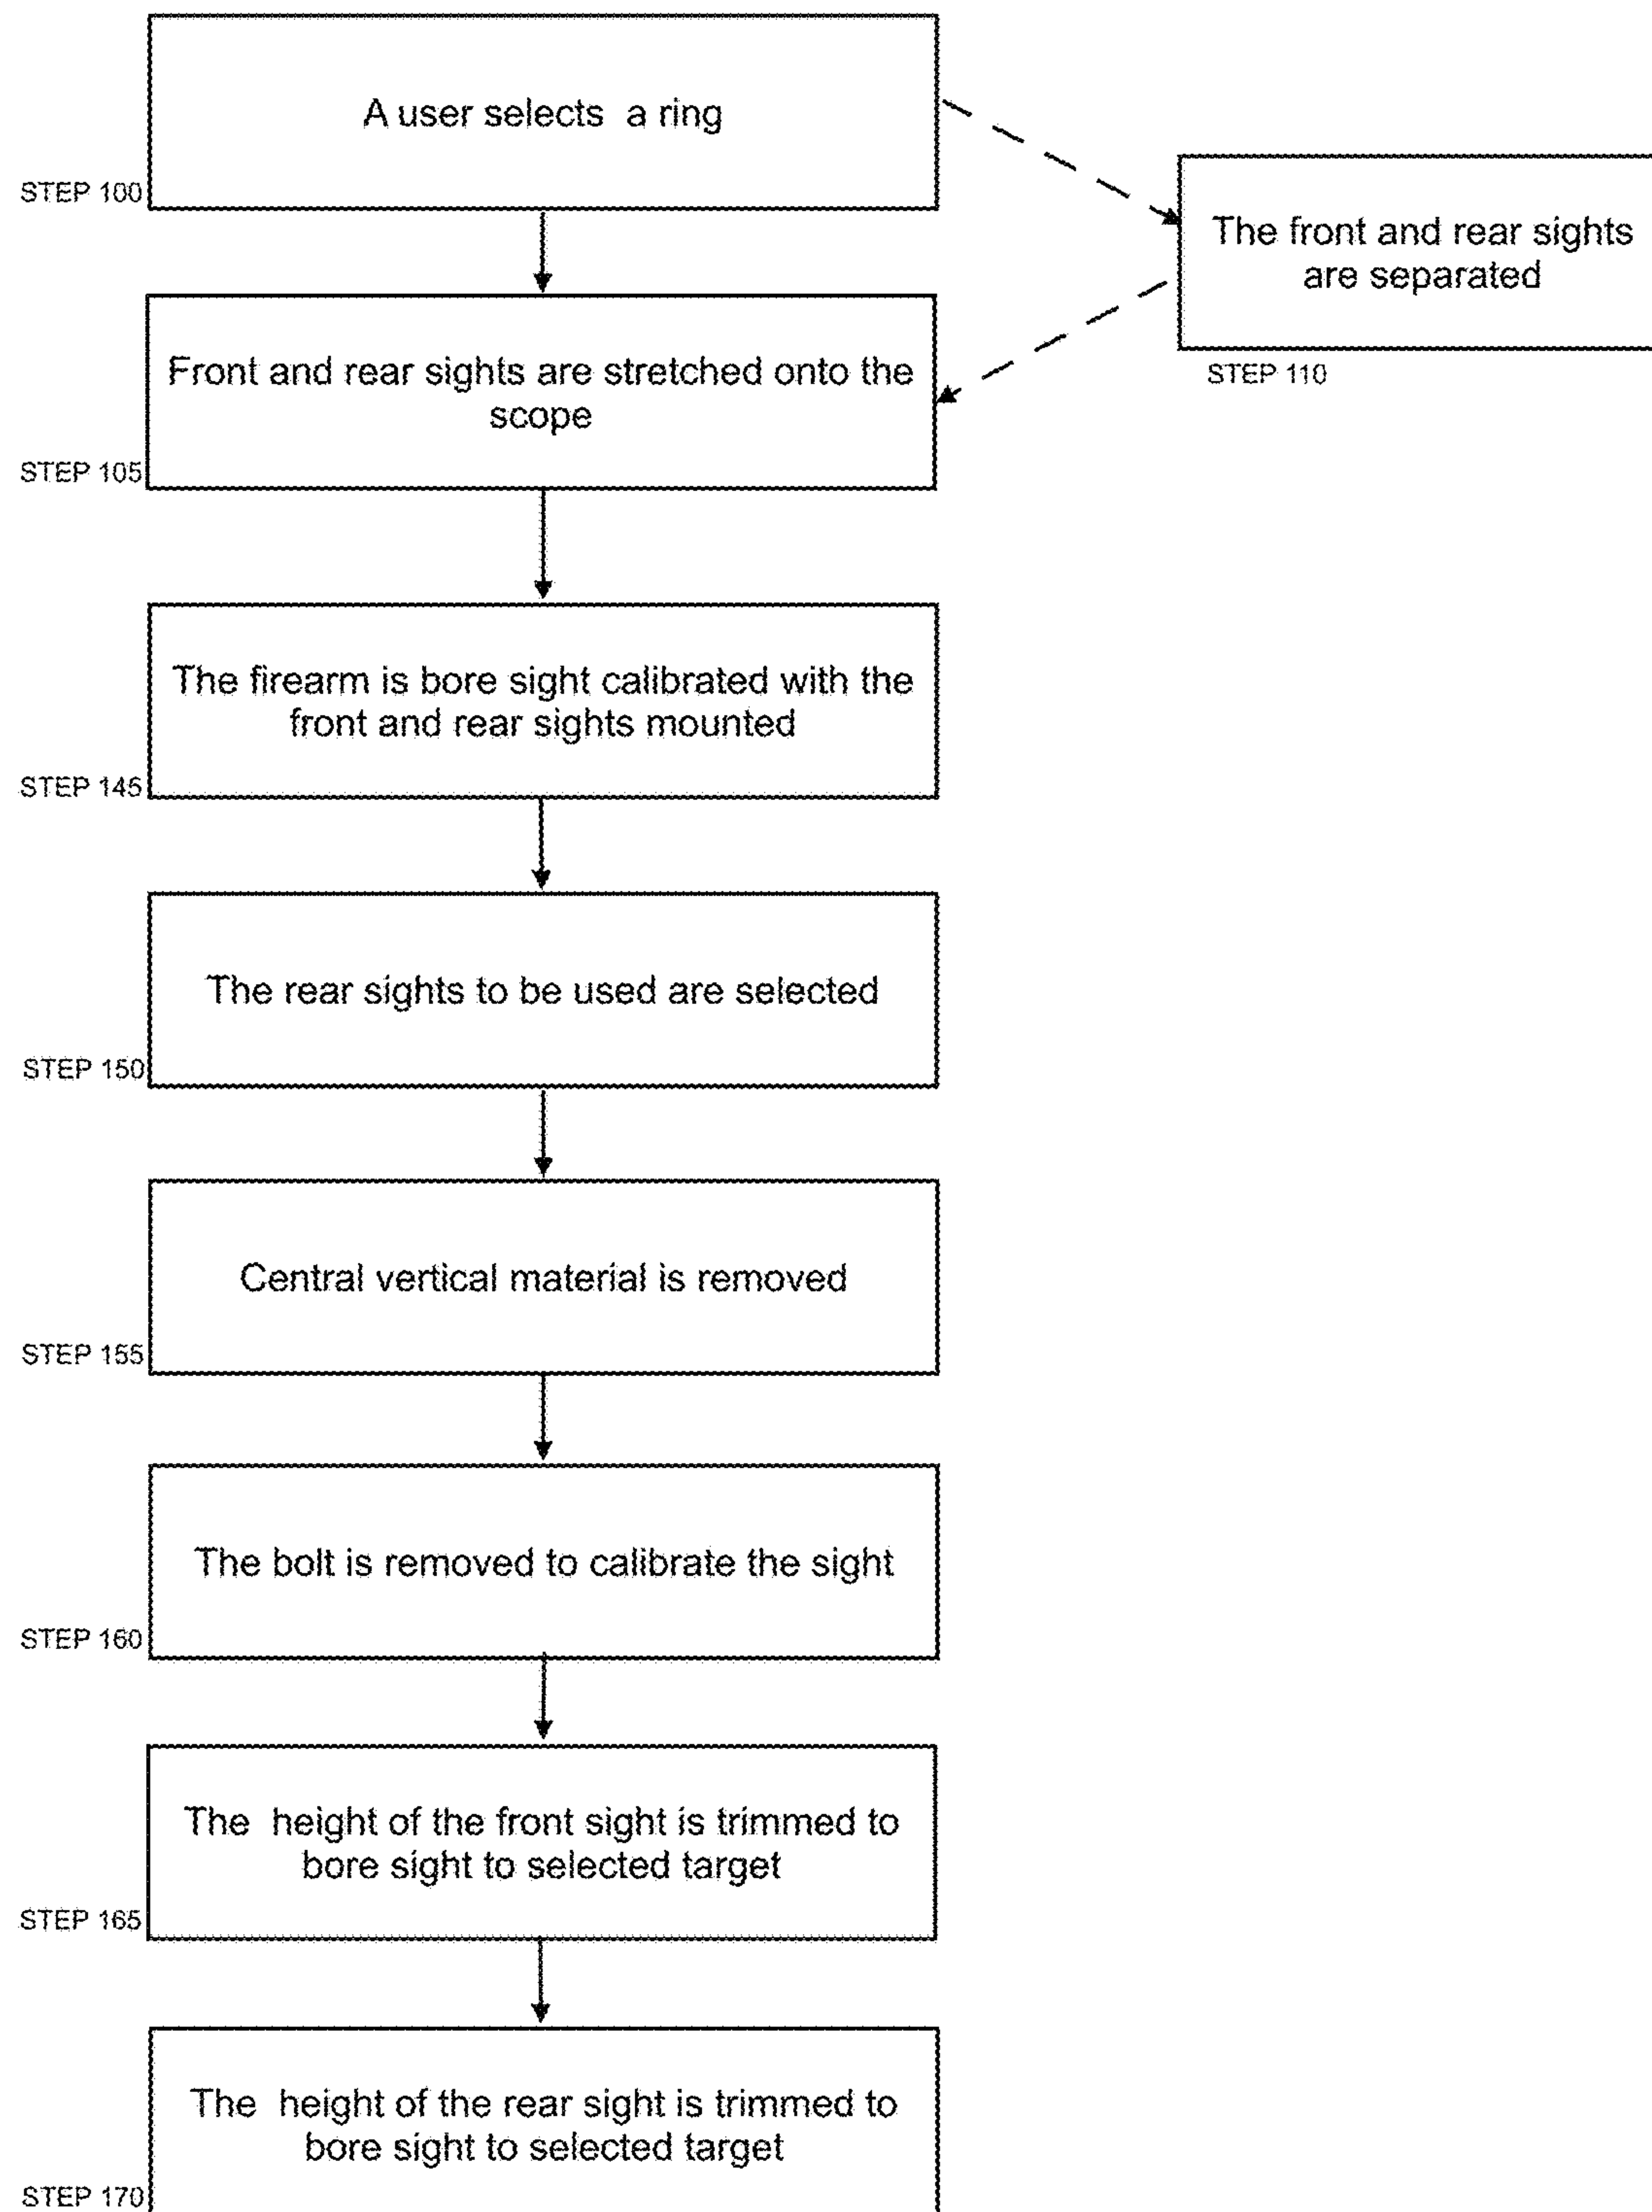 A user selects a ring
STEP 100
The front and rear sights
are separated
STEP 110
Front and rear sights are stretched onto the
scope
STEP 105
The firearm is bore sight calibrated with the
front and rear sights mounted
STEP 145
The rear sights to be used are selected
STEP 150
Central vertical material is removed
STEP 155
The bolt is removed to calibrate the sight
STEP 160
The height of the front sight is trimmed to
bore sight to selected target
STEP 165
The height of the rear sight is trimmed to
bore sight to selected target
STEP 170